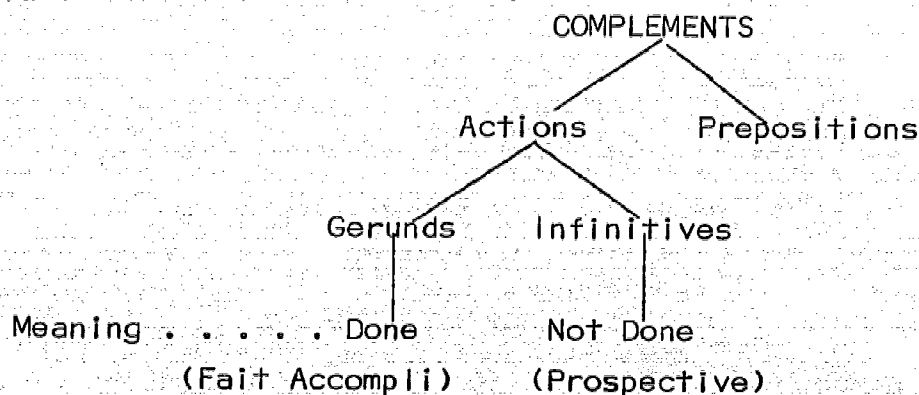 COMPLEMENTS
Actions Prepositions
Gerunds Infinitives
Meaning . . . . . Done Not Done
(Fait Accompli) (Prospective)